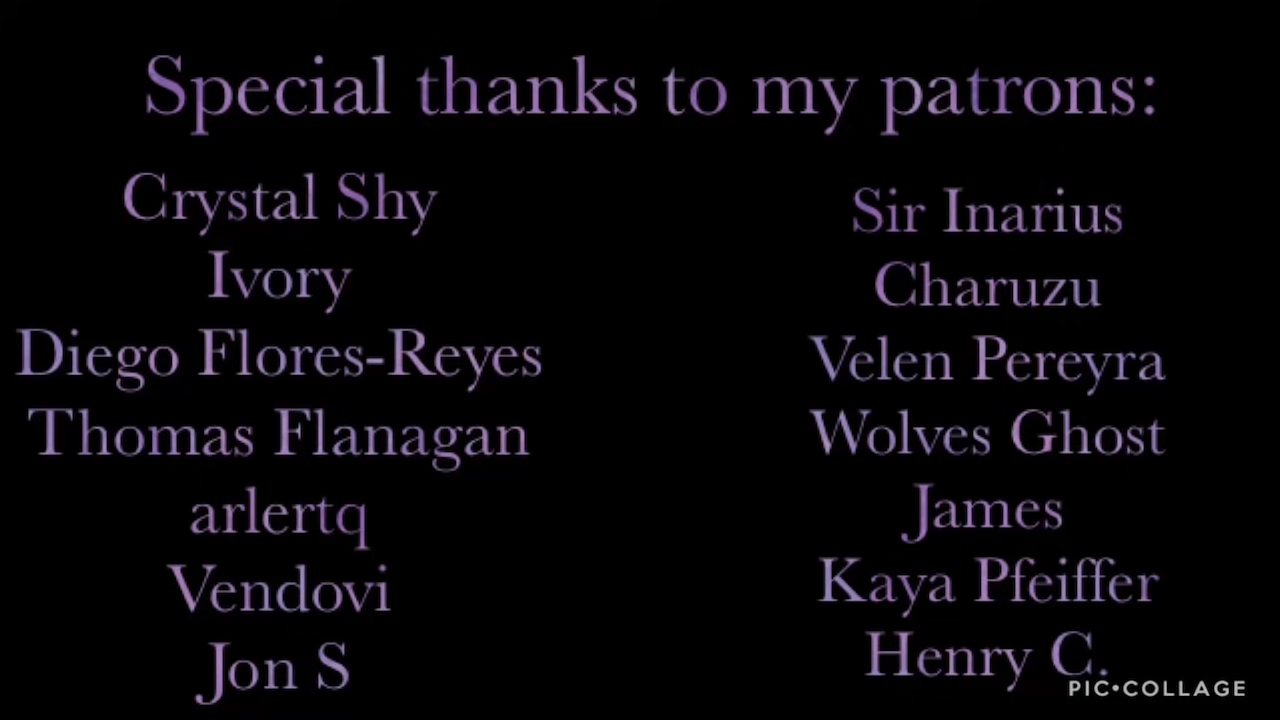 Special thanks to my patrons:
Crystal Shy
Ivory
Diego Flores-Reyes
Thomas Flanagan
arlertq
Vendovi
Jon S
Sir Inarius
Charuzu
Velen Pereyra
Wolves Ghost
James
Kaya Pfeiffer
Henry C.
PIC•COLLAGE